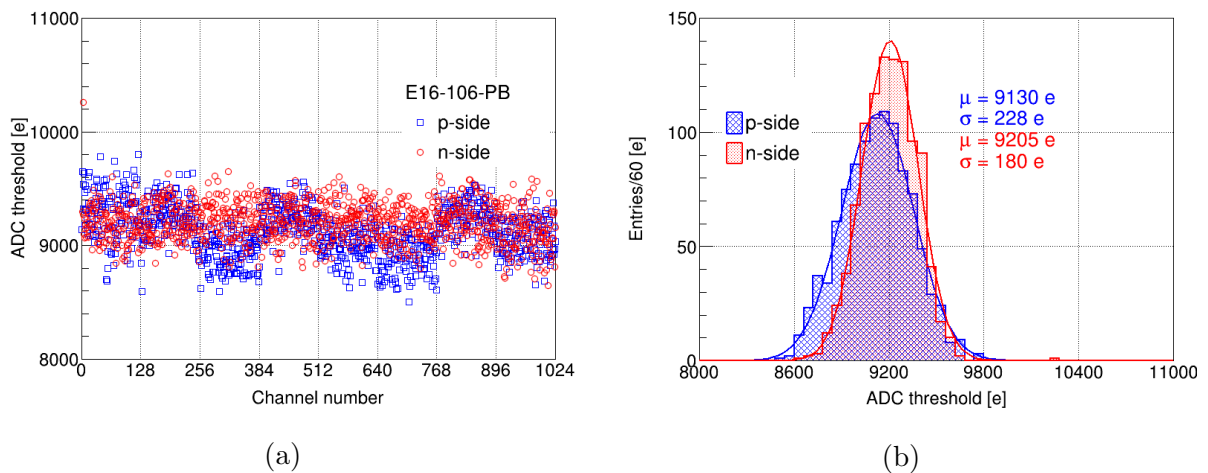 11000
10000
9000
8000
ADC threshold [e]
E16-106-PB
p-side
n-side
0 128 256 384 512 640 768 896 1024
Channel number
(a)
150
100
50
0
Entries/60 [e]
p-side
n-side
μ = 9130 e
σ = 228 e
μ = 9205 e
σ = 180 e
8000 8600 9200 9800 10400 11000
ADC threshold [e]
(b)